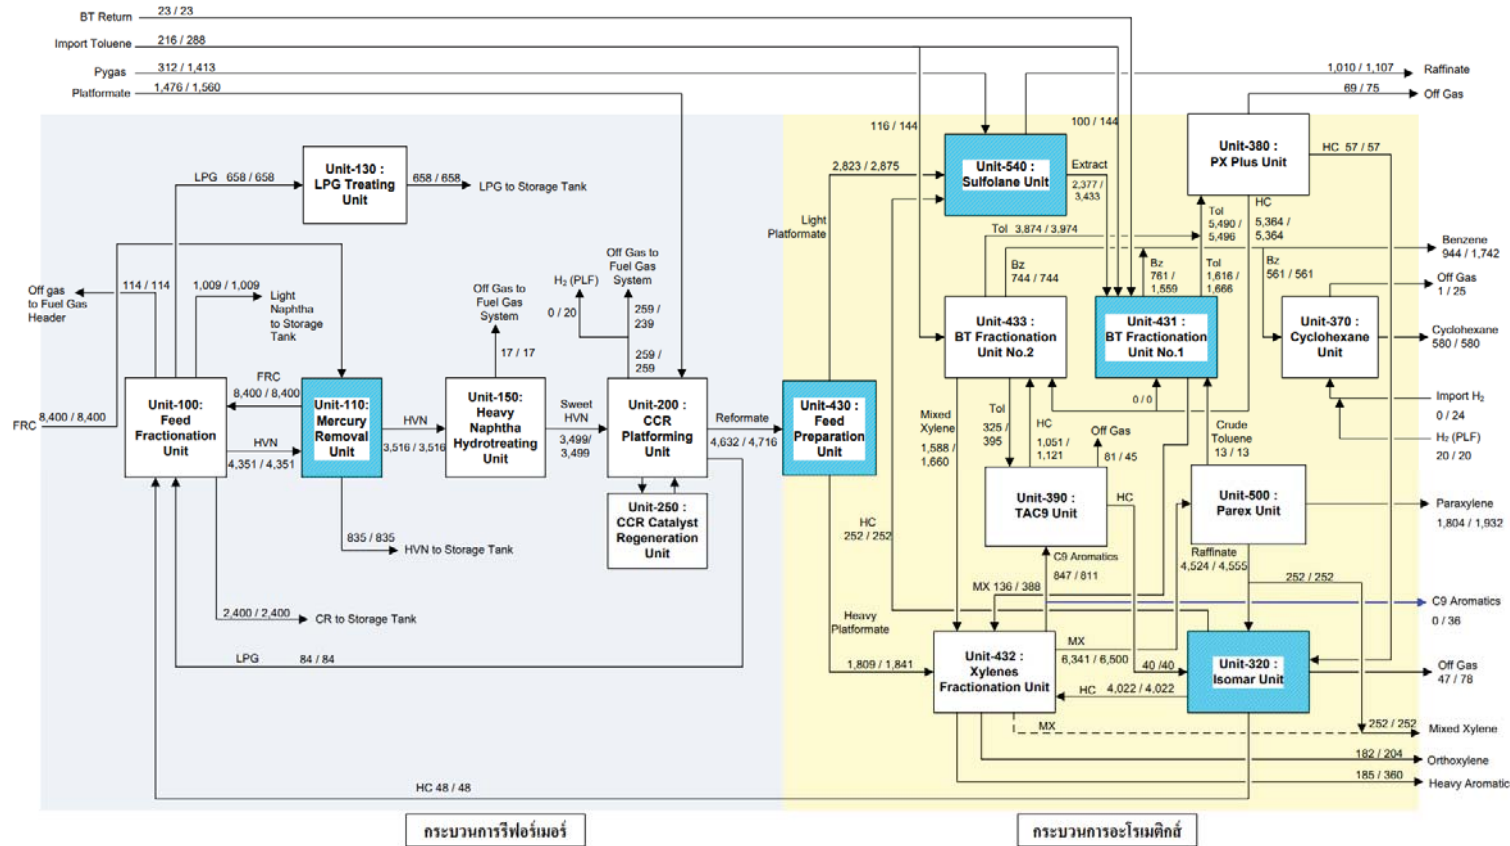 BT Return
23 / 23
Import Toluene
216 / 288
Pygas
312 / 1,413
Platformate
1,476 / 1,560
1,010 / 1,107
Raffinate
69 / 75
Off Gas
116 / 144
100 / 144
Unit-130 :
LPG Treating
Unit
LPG 658 / 658
658 / 658
LPG to Storage Tank
2,823 / 2,875
Unit-540 :
Sulfolane Unit
Extract
2,377 /
3,433
Unit-380 :
PX Plus Unit
HC 57 / 57
Light
Platformate
Tol 3,874 / 3,974
Tol
5,490 /
5,496
HC
5,364 /
5,364
Benzene
944 / 1,742
Off gas
to Fuel Gas
Header
114 / 114
1,009 / 1,009
Light
Naphtha
to Storage
Tank
Off Gas to
Fuel Gas
System
H₂ (PLF)
0 / 20
Off Gas to
Fuel Gas
System
259 /
239
Bz
744 / 744
Bz
761 /
1,559
Tol
1,616 /
1,666
Bz
561 / 561
Off Gas
1 / 25
Unit-433 :
BT Fractionation
Unit No.2
Unit-431 :
BT Fractionation
Unit No.1
Unit-370 :
Cyclohexane
Unit
Cyclohexane
580 / 580
17 / 17
259 /
259
FRC
8,400 / 8,400
Unit-100:
Feed
Fractionation
Unit
FRC
8,400 / 8,400
HVN
4,351 / 4,351
Unit-110:
Mercury
Removal
Unit
HVN
3,516 / 3,516
Unit-150:
Heavy
Naphtha
Hydrotreating
Unit
Sweet
HVN
3,499/
3,499
Unit-200 :
CCR
Platforming
Unit
Reformate
4,632 / 4,716
Unit-430 :
Feed
Preparation
Unit
0 / 0
Import H₂
0 / 24
H₂ (PLF)
20 / 20
Mixed
Xylene
1,588 /
1,660
Tol
325 /
395
HC
1,051 /
1,121
Off Gas
81 / 45
Crude
Toluene
13 / 13
Unit-390 :
TAC9 Unit
HC
Unit-500 :
Parex Unit
Paraxylene
1,804 / 1,932
Unit-250 :
CCR Catalyst
Regeneration
Unit
835 / 835
HVN to Storage Tank
HC
252 / 252
C9 Aromatics
847 / 811
Raffinate
4,524 / 4,555
252 / 252
MX 136 / 388
C9 Aromatics
0 / 36
2,400 / 2,400
CR to Storage Tank
Heavy
Platformate
LPG
84 / 84
1,809 / 1,841
Unit-432 :
Xylenes
Fractionation Unit
MX
6,341 / 6,500
40 /40
HC
4,022 / 4,022
Unit-320 :
Isomar Unit
Off Gas
47 / 78
MX
252 / 252
Mixed Xylene
182 / 204
Orthoxylene
185 / 360
Heavy Aromatic
HC 48 / 48
กระบวนการรีฟอร์เมอร์
กระบวนการอะโรเมติกส์